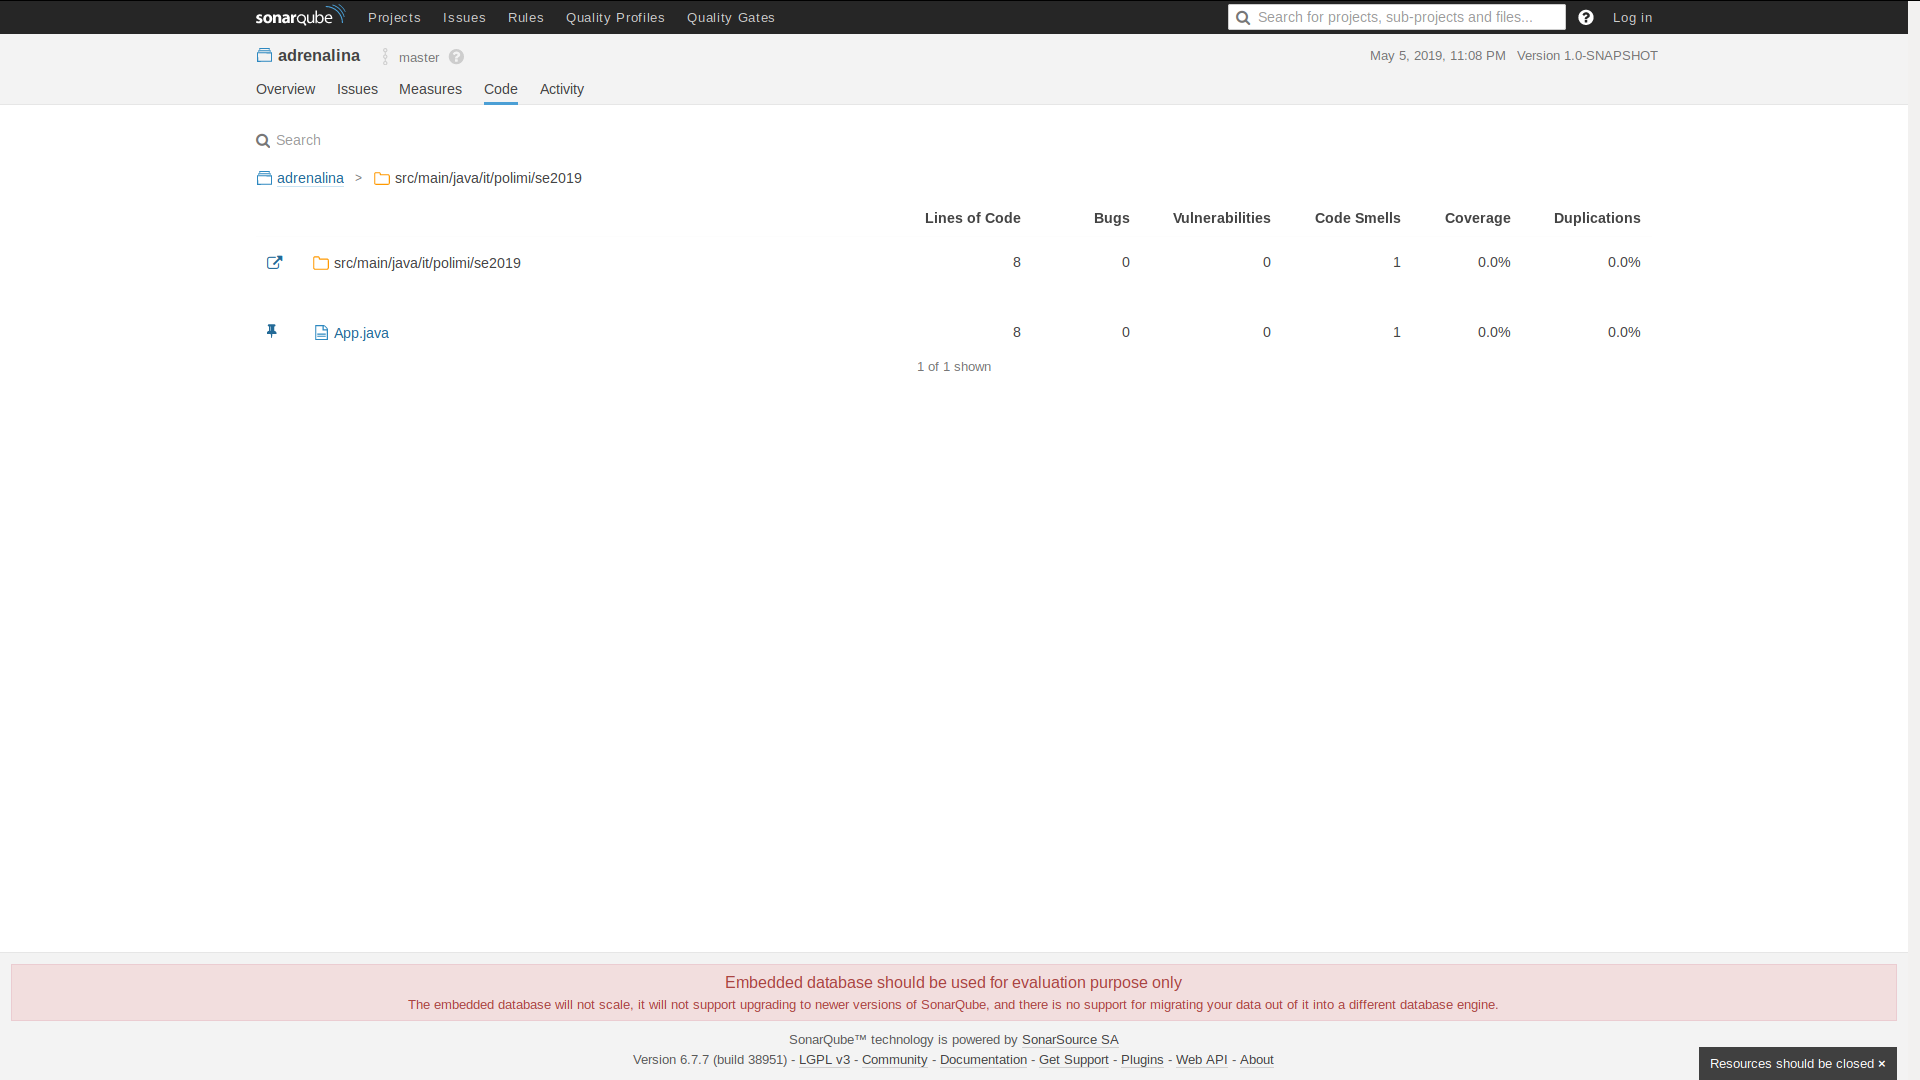 sonarqube Projects Issues Rules Quality Profiles Quality Gates Search for projects, sub-projects and files... Log in
adrenalina master May 5, 2019, 11:08 PM Version 1.0-SNAPSHOT
Overview Issues Measures Code Activity
Search
adrenalina > src/main/java/it/polimi/se2019
Lines of Code Bugs Vulnerabilities Code Smells Coverage Duplications
src/main/java/it/polimi/se2019 8 0 0 1 0.0% 0.0%
App.java 8 0 0 1 0.0% 0.0%
1 of 1 shown
Embedded database should be used for evaluation purpose only
The embedded database will not scale, it will not support upgrading to newer versions of SonarQube, and there is no support for migrating your data out of it into a different database engine.
SonarQube™ technology is powered by SonarSource SA
Version 6.7.7 (build 38951) - LGPL v3 - Community - Documentation - Get Support - Plugins - Web API - About
Resources should be closed ×